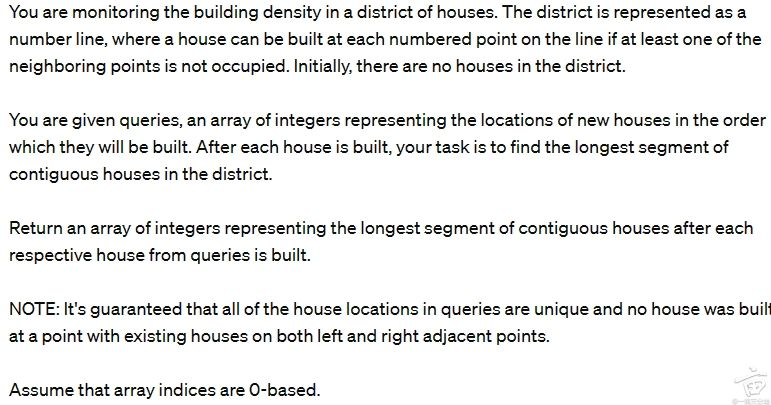 You are monitoring the building density in a district of houses. The district is represented as a
number line, where a house can be built at each numbered point on the line if at least one of the
neighboring points is not occupied. Initially, there are no houses in the district.
You are given queries, an array of integers representing the locations of new houses in the order
which they will be built. After each house is built, your task is to find the longest segment of
contiguous houses in the district.
Return an array of integers representing the longest segment of contiguous houses after each
respective house from queries is built.
NOTE: It's guaranteed that all of the house locations in queries are unique and no house was built
at a point with existing houses on both left and right adjacent points.
Assume that array indices are 0-based.